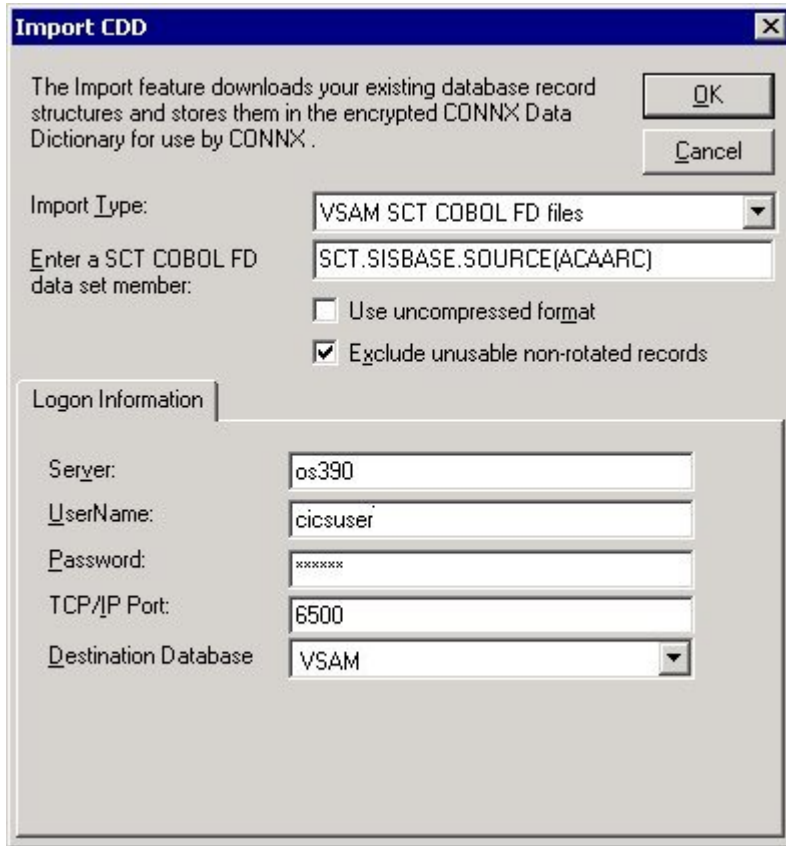 Import CDD
The Import feature downloads your existing database record
structures and stores them in the encrypted CONNX Data
Dictionary for use by CONNX .
OK
Cancel
Import Type:
VSAM SCT COBOL FD files
Enter a SCT COBOL FD
data set member:
SCT.SISBASE.SOURCE(ACAARC)
Use uncompressed format
Exclude unusable non-rotated records
Logon Information
Server:
os390
UserName:
cicsuser
Password:
××××××
TCP/IP Port:
6500
Destination Database
VSAM